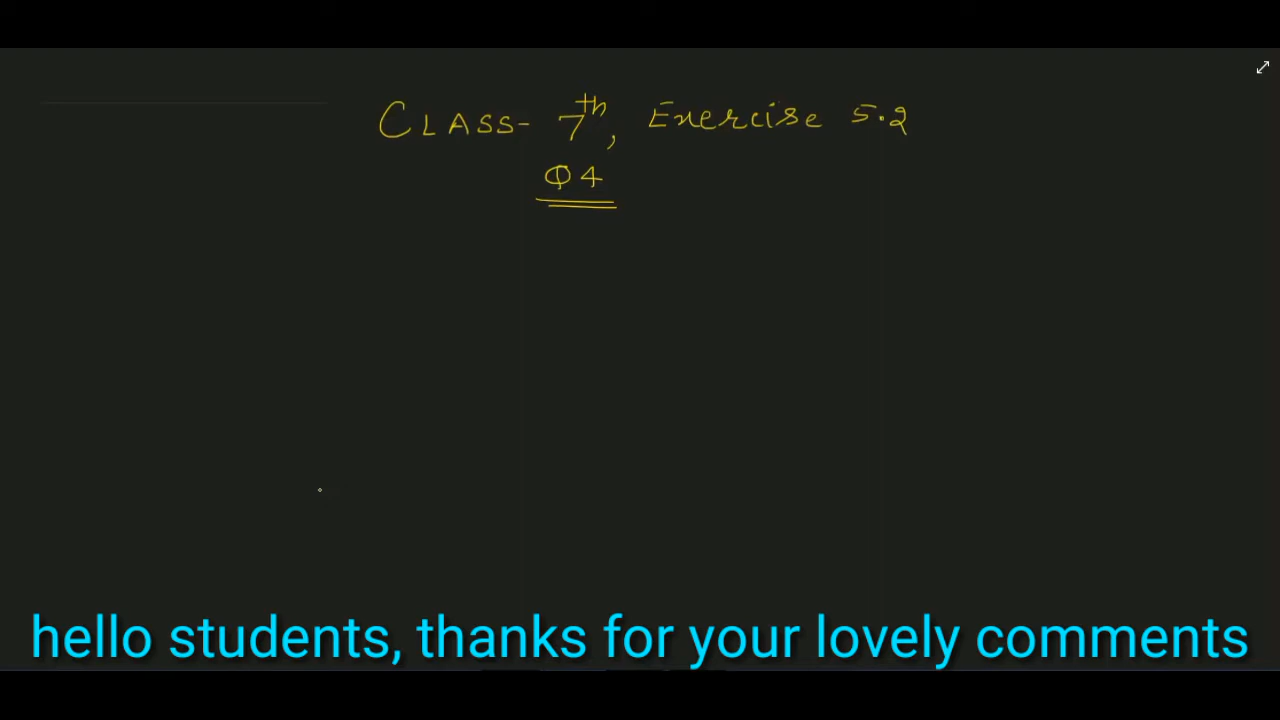 CLASS- 7th, Exercise 5.2
Q4
hello students, thanks for your lovely comments